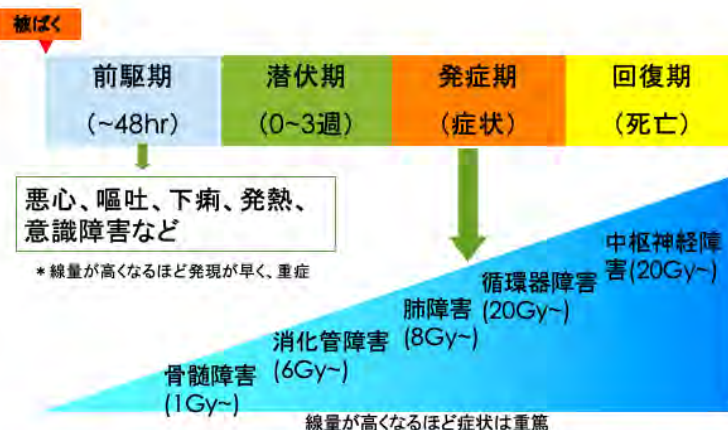 被ばく
前駆期
(~48hr)
潜伏期
(0~3週)
発症期
(症状)
回復期
(死亡)
悪心、嘔吐、下痢、発熱、
意識障害など
*線量が高くなるほど発現が早く、重症
骨髄障害
(1Gy~)
消化管障害
(6Gy~)
肺障害
(8Gy~)
循環器障害
(20Gy~)
中枢神経障
害(20Gy~)
線量が高くなるほど症状は重篤